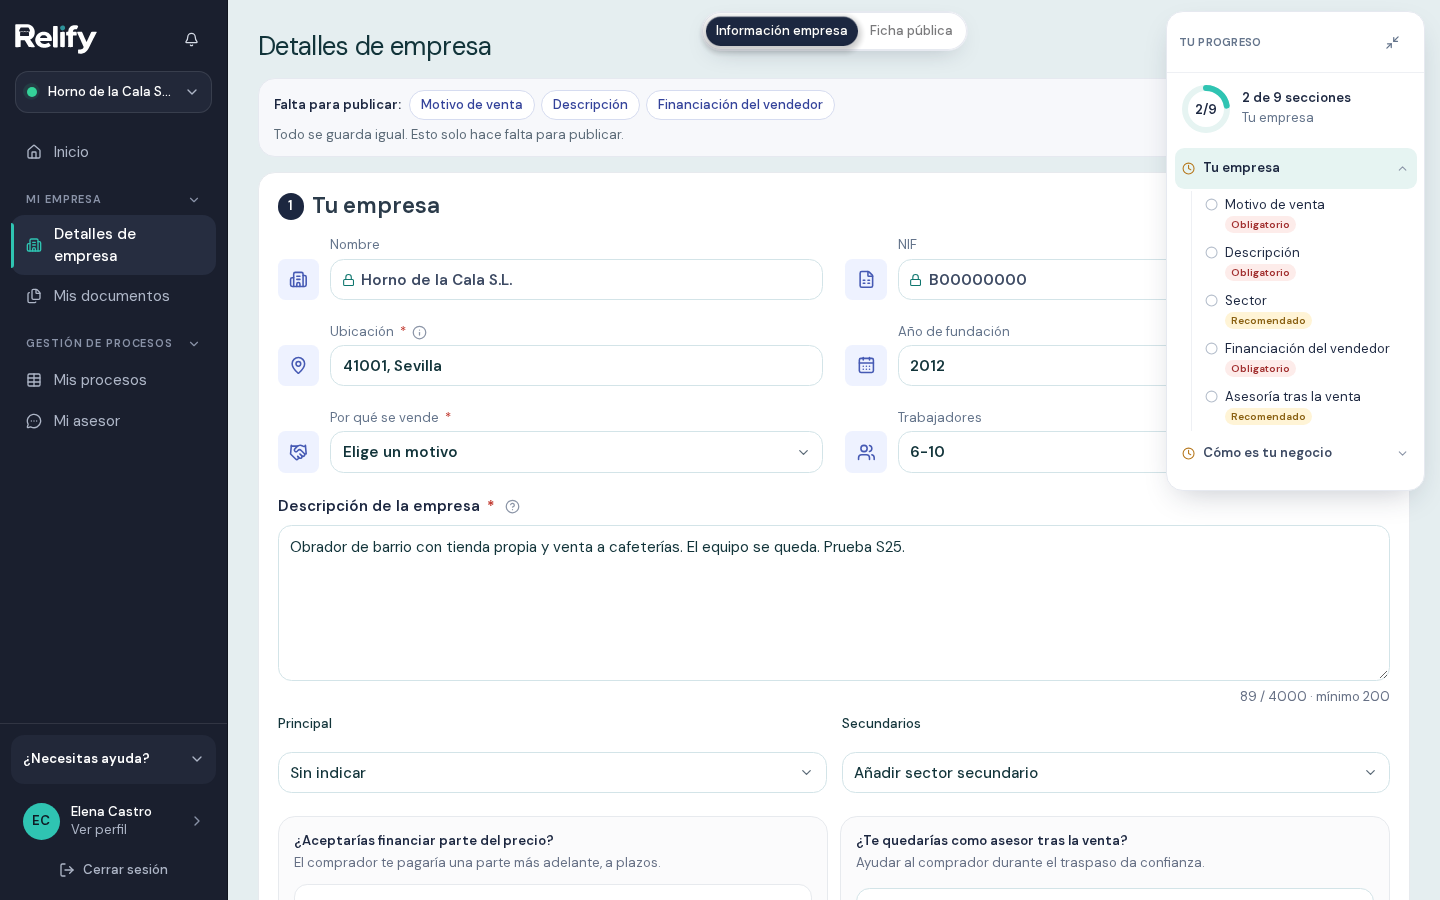 Relify
Horno de la Cala S...
Inicio
MI EMPRESA
Detalles de
empresa
Mis documentos
GESTIÓN DE PROCESOS
Mis procesos
Mi asesor
¿Necesitas ayuda?
EC
Elena Castro
Ver perfil
Cerrar sesión
Detalles de empresa
Información empresa
Ficha pública
Falta para publicar:
Motivo de venta
Descripción
Financiación del vendedor
Todo se guarda igual. Esto solo hace falta para publicar.
1
Tu empresa
Nombre
Horno de la Cala S.L.
NIF
B00000000
Ubicación *
41001, Sevilla
Año de fundación
2012
Por qué se vende *
Elige un motivo
Trabajadores
6-10
Descripción de la empresa *
Obrador de barrio con tienda propia y venta a cafeterías. El equipo se queda. Prueba S25.
89 / 4000 · mínimo 200
Principal
Sin indicar
Secundarios
Añadir sector secundario
¿Aceptarías financiar parte del precio?
El comprador te pagaría una parte más adelante, a plazos.
¿Te quedarías como asesor tras la venta?
Ayudar al comprador durante el traspaso da confianza.
TU PROGRESO
2/9
2 de 9 secciones
Tu empresa
Tu empresa
Motivo de venta
Obligatorio
Descripción
Obligatorio
Sector
Recomendado
Financiación del vendedor
Obligatorio
Asesoría tras la venta
Recomendado
Cómo es tu negocio